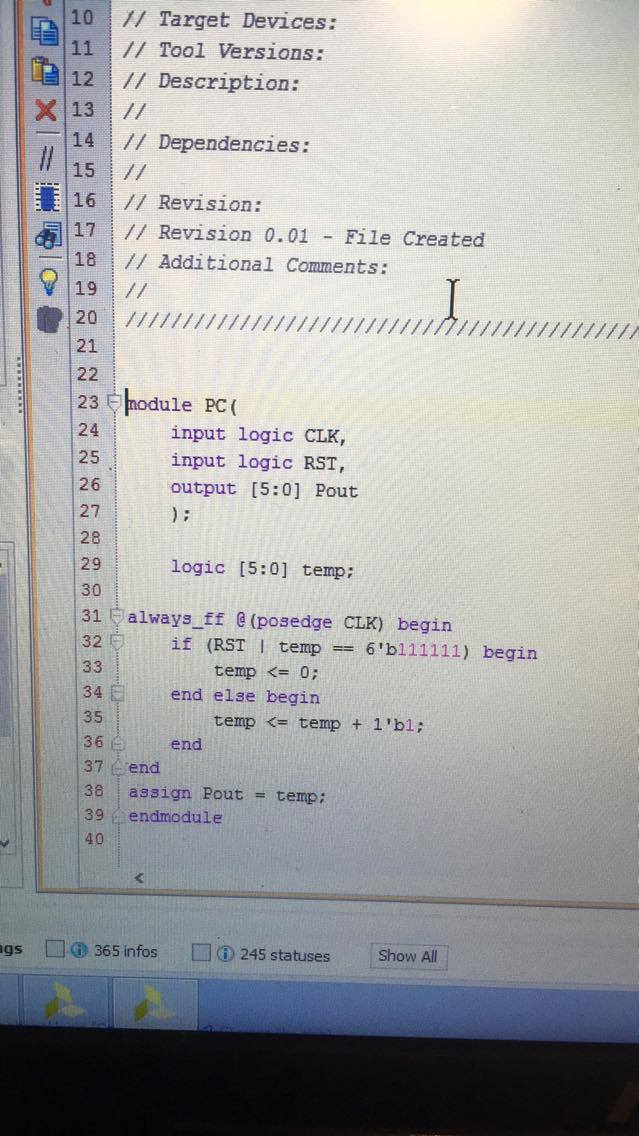 10 // Target Devices:
11 // Tool Versions:
12 // Description:
13 //
14 // Dependencies:
15 //
16 // Revision:
17 // Revision 0.01 - File Created
18 // Additional Comments:
19 //
20 ////////////////////////////////////////////
21
22
23 module PC(
24 input logic CLK,
25 input logic RST,
26 output [5:0] Pout
27 );
28
29 logic [5:0] temp;
30
31 always_ff @(posedge CLK) begin
32 if (RST | temp == 6'b111111) begin
33 temp <= 0;
34 end else begin
35 temp <= temp + 1'b1;
36 end
37 end
38 assign Pout = temp;
39 endmodule
40
365 infos 245 statuses Show All